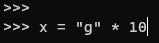 >>>
>>> x = "g" * 10